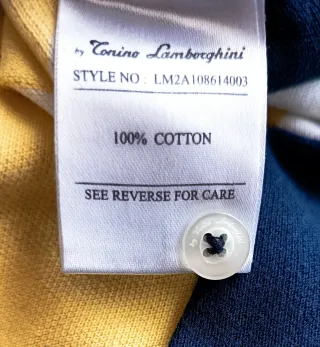 by Tonino Lamborghini
STYLE NO : LM2A108614003
100% COTTON
SEE REVERSE FOR CARE